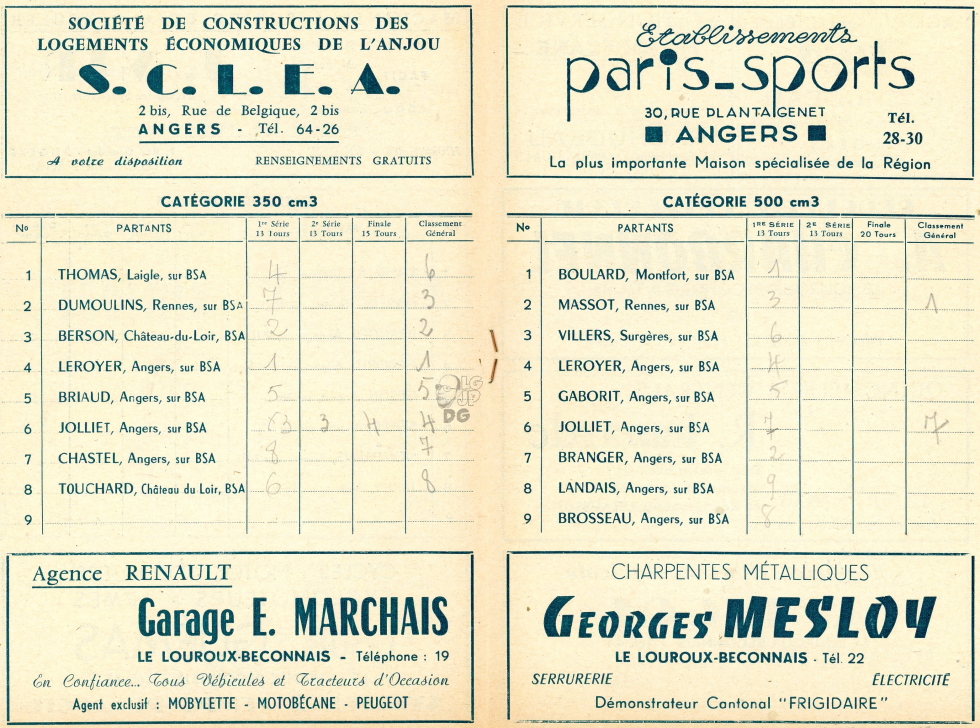 SOCIÉTÉ DE CONSTRUCTIONS DES
LOGEMENTS ÉCONOMIQUES DE L'ANJOU
S. C. L. E. A.
2 bis, Rue de Belgique, 2 bis
ANGERS - Tél. 64-26
A votre disposition RENSEIGNEMENTS GRATUITS
CATÉGORIE 350 cm3
No PARTANTS 1re Série 13 Tours 2e Série 13 Tours Finale 15 Tours Classement Général
1 THOMAS, Laigle, sur BSA 4 6
2 DUMOULINS, Rennes, sur BSA 7 3
3 BERSON, Château-du-Loir, BSA 2 2
4 LEROYER, Angers, sur BSA 1 1
5 BRIAUD, Angers, sur BSA 5 5
6 JOLLIET, Angers, sur BSA 3 3 4 4
7 CHASTEL, Angers, sur BSA 8 7
8 TOUCHARD, Château du Loir, BSA 6 8
9
Agence RENAULT
Garage E. MARCHAIS
LE LOUROUX-BECONNAIS - Téléphone : 19
En Confiance... Tous Véhicules et Tracteurs d'Occasion
Agent exclusif : MOBYLETTE - MOTOBÉCANE - PEUGEOT
Etablissements
paris-sports
30, RUE PLANTAGENET
ANGERS
Tél.
28-30
La plus importante Maison spécialisée de la Région
CATÉGORIE 500 cm3
No PARTANTS 1RE SÉRIE 13 Tours 2E SÉRIE 13 Tours Finale 20 Tours Classement Général
1 BOULARD, Montfort, sur BSA 1
2 MASSOT, Rennes, sur BSA 3 1
3 VILLERS, Surgères, sur BSA 6
4 LEROYER, Angers, sur BSA 4
5 GABORIT, Angers, sur BSA 5
6 JOLLIET, Angers, sur BSA 7 7
7 BRANGER, Angers, sur BSA 2
8 LANDAIS, Angers, sur BSA 9
9 BROSSEAU, Angers, sur BSA 8
CHARPENTES MÉTALLIQUES
GEORGES MESLOY
LE LOUROUX-BECONNAIS - Tél. 22
SERRURERIE ÉLECTRICITÉ
Démonstrateur Cantonal "FRIGIDAIRE"
LG
JP
DG